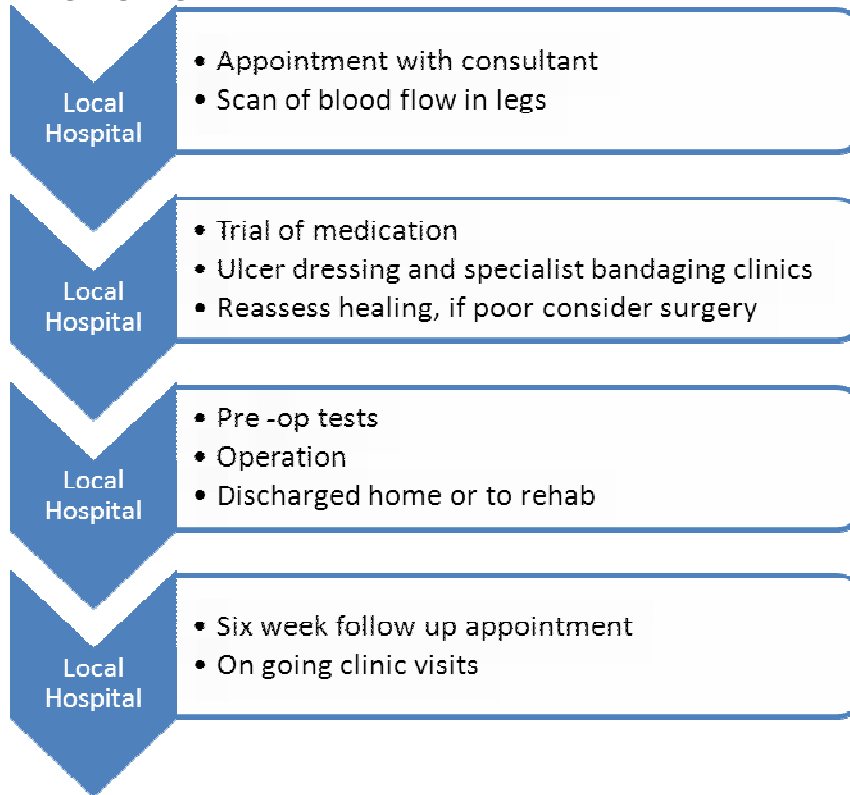 Local
Hospital
• Appointment with consultant
• Scan of blood flow in legs
Local
Hospital
• Trial of medication
• Ulcer dressing and specialist bandaging clinics
• Reassess healing, if poor consider surgery
Local
Hospital
• Pre -op tests
• Operation
• Discharged home or to rehab
Local
Hospital
• Six week follow up appointment
• On going clinic visits